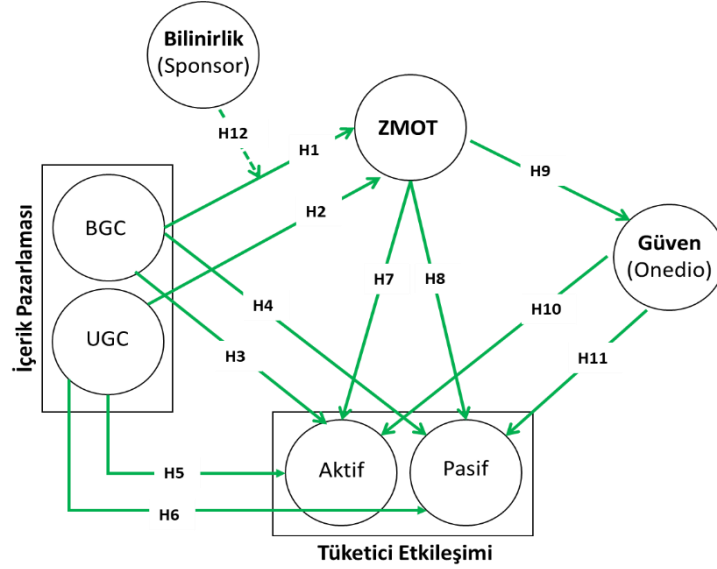 Bilinirlik
(Sponsor)
ZMOT
H12
H1
H9
İçerik Pazarlaması
BGC
H2
Güven
(Onedio)
H7
H8
H4
H10
UGC
H3
H11
Aktif
Pasif
H5
H6
Tüketici Etkileşimi